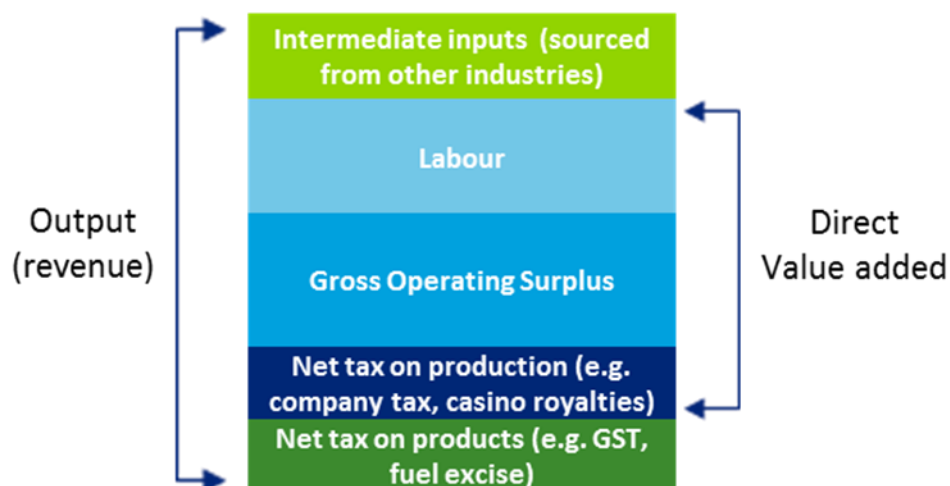 Intermediate inputs (sourced
from other industries)
Labour
Output
(revenue)
Direct
Value added
Gross Operating Surplus
Net tax on production (e.g.
company tax, casino royalties)
Net tax on products (e.g. GST,
fuel excise)